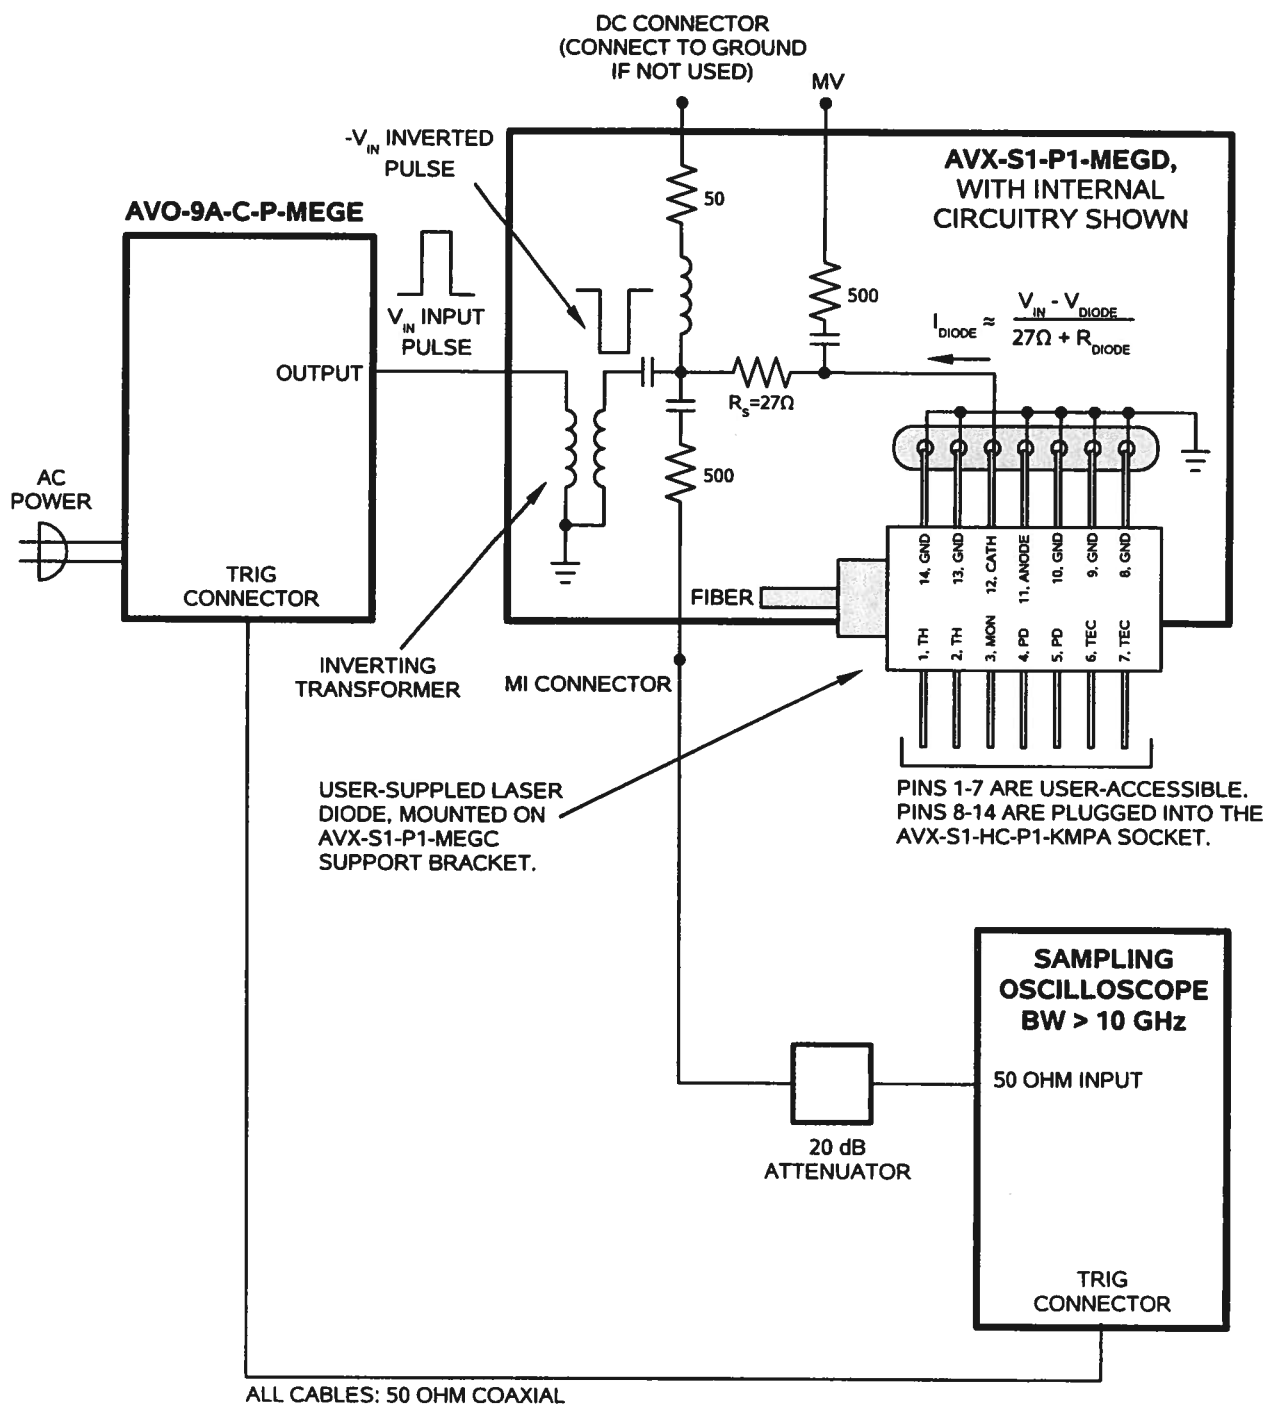 DC CONNECTOR
(CONNECT TO GROUND
IF NOT USED)
MV
-V_IN INVERTED
PULSE
AVX-S1-P1-MEGD,
WITH INTERNAL
CIRCUITRY SHOWN
AVO-9A-C-P-MEGE
50
500
V_IN INPUT
PULSE
I_DIODE ≈ V_IN - V_DIODE
27Ω + R_DIODE
OUTPUT
R_S=27Ω
500
AC
POWER
TRIG
CONNECTOR
FIBER
14, GND
13, GND
12, CATH
11, ANODE
10, GND
9, GND
8, GND
1, TH
2, TH
3, MON
4, PD
5, PD
6, TEC
7, TEC
INVERTING
TRANSFORMER
MI CONNECTOR
USER-SUPPLED LASER
DIODE, MOUNTED ON
AVX-S1-P1-MEGC
SUPPORT BRACKET.
PINS 1-7 ARE USER-ACCESSIBLE.
PINS 8-14 ARE PLUGGED INTO THE
AVX-S1-HC-P1-KMPA SOCKET.
SAMPLING
OSCILLOSCOPE
BW > 10 GHz
50 OHM INPUT
20 dB
ATTENUATOR
TRIG
CONNECTOR
ALL CABLES: 50 OHM COAXIAL